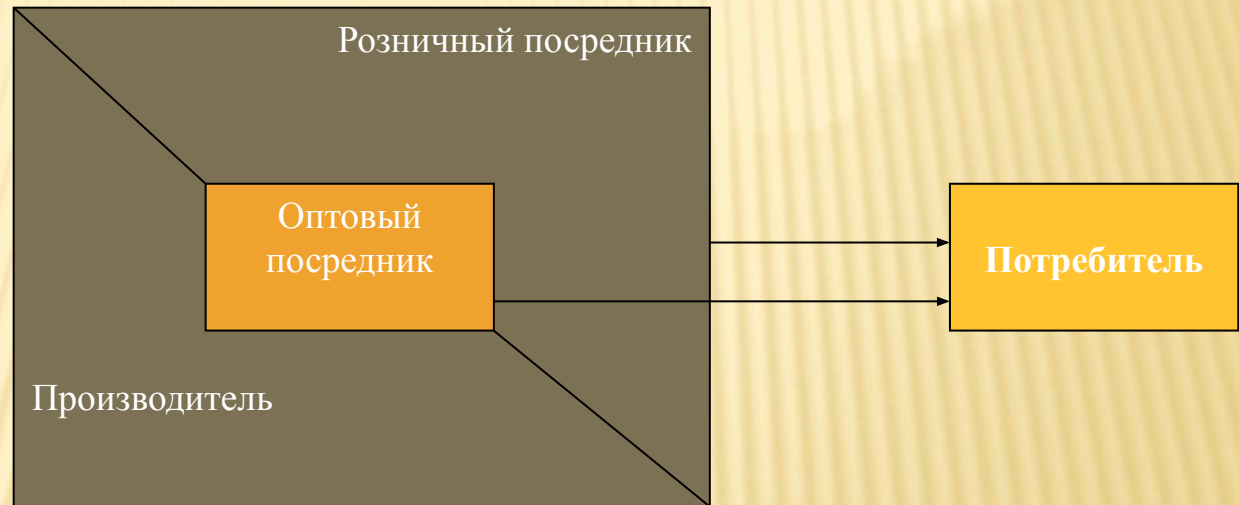 Розничный посредник
Оптовый
посредник
Потребитель
Производитель